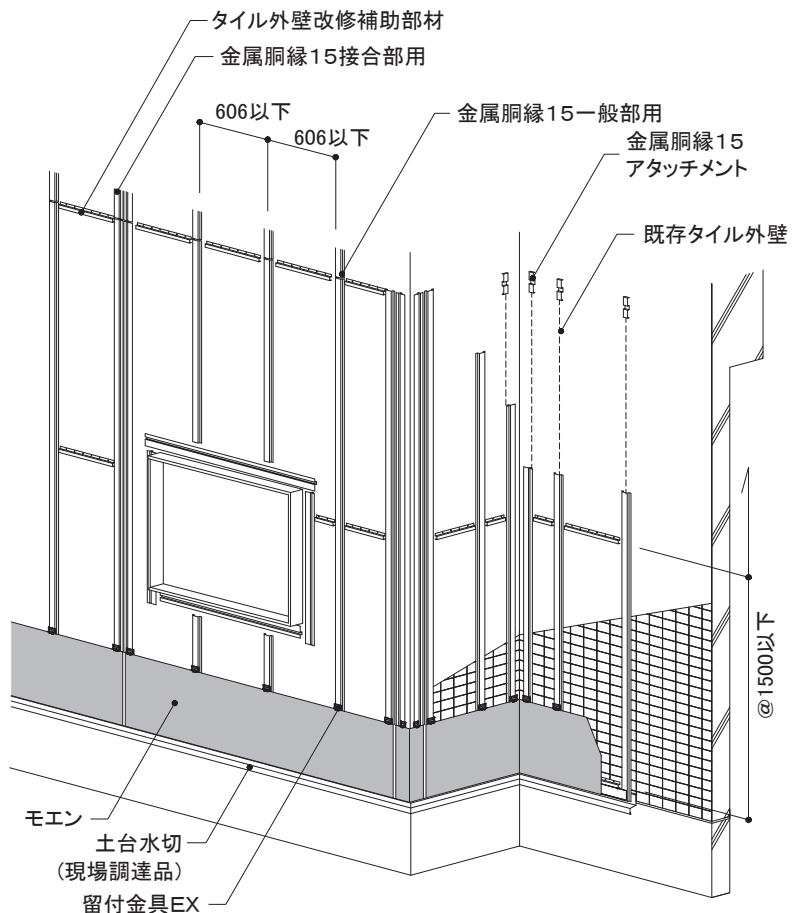 タイル外壁改修補助部材
金属胴縁15接合部用
606以下
606以下
金属胴縁15一般部用
金属胴縁15
アタッチメント
既存タイル外壁
@1500以下
モエン
土台水切
(現場調達品)
留付金具EX